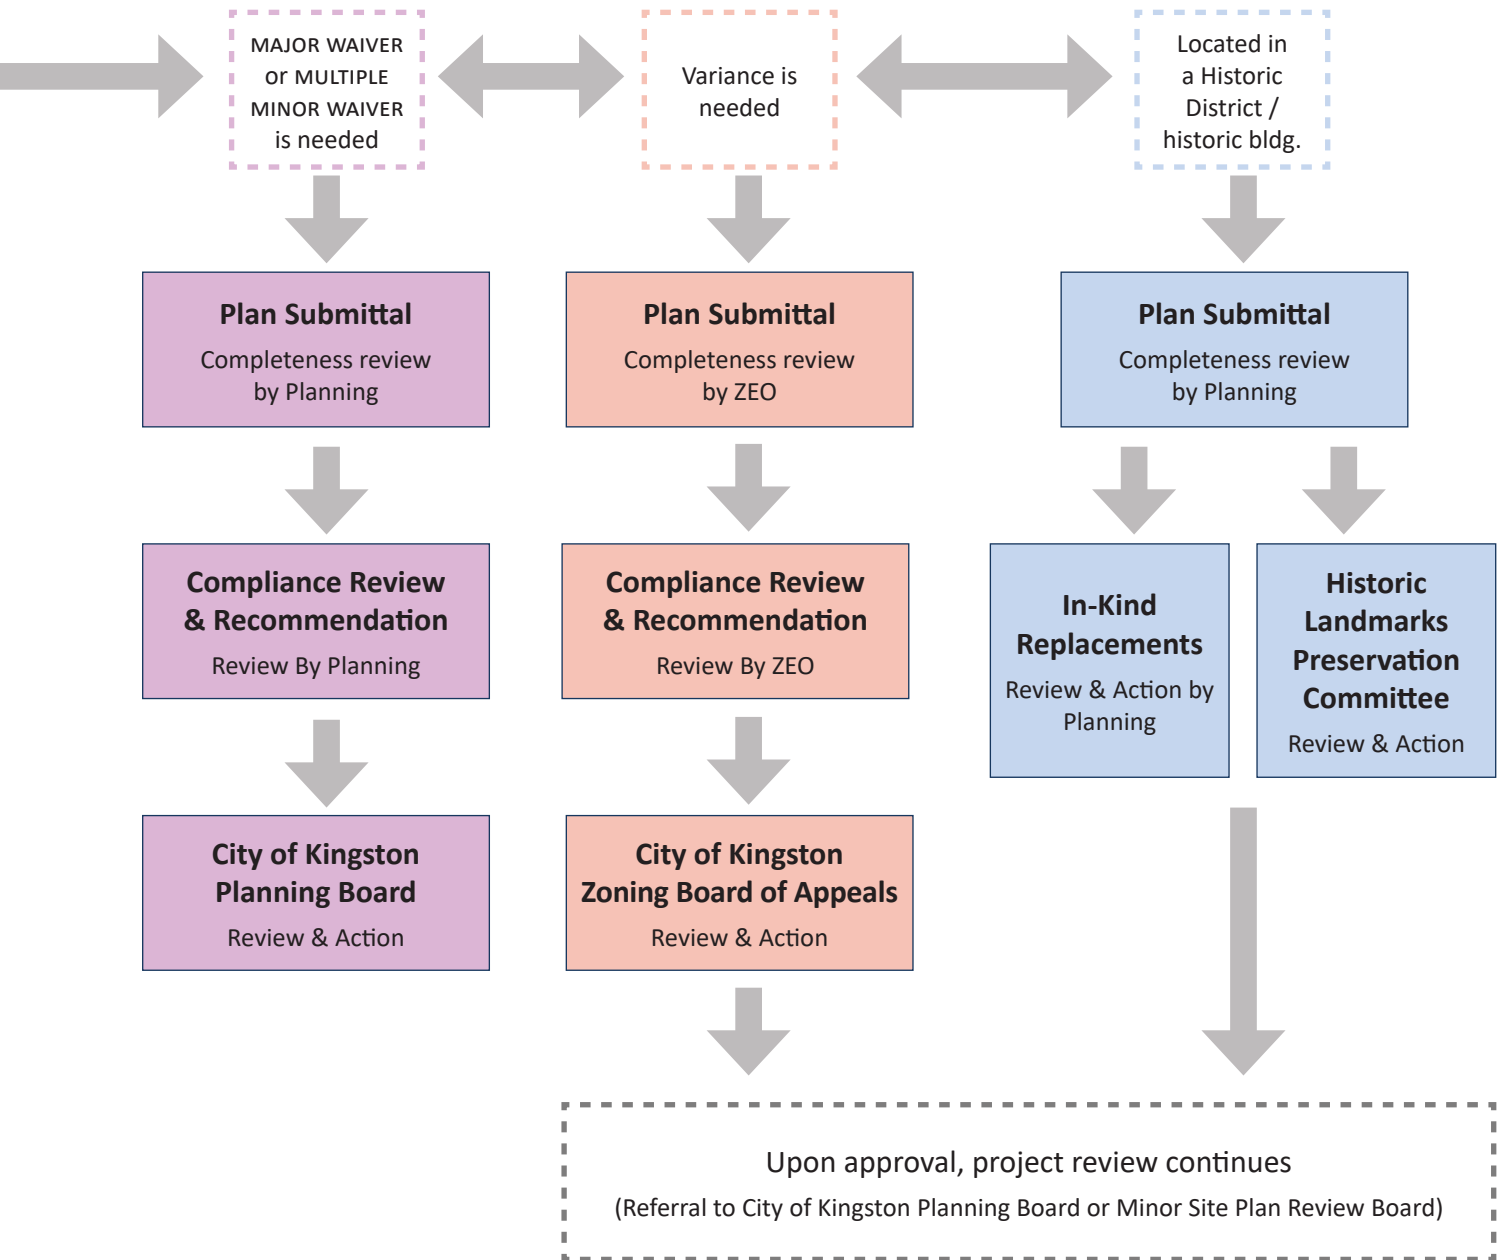 MAJOR WAIVER
or MULTIPLE
MINOR WAIVER
is needed
Variance is
needed
Located in
a Historic
District /
historic bldg.
Plan Submittal
Completeness review
by Planning
Plan Submittal
Completeness review
by ZEO
Plan Submittal
Completeness review
by Planning
Compliance Review
& Recommendation
Review By Planning
Compliance Review
& Recommendation
Review By ZEO
In-Kind
Replacements
Review & Action by
Planning
Historic
Landmarks
Preservation
Committee
Review & Action
City of Kingston
Planning Board
Review & Action
City of Kingston
Zoning Board of Appeals
Review & Action
Upon approval, project review continues
(Referral to City of Kingston Planning Board or Minor Site Plan Review Board)